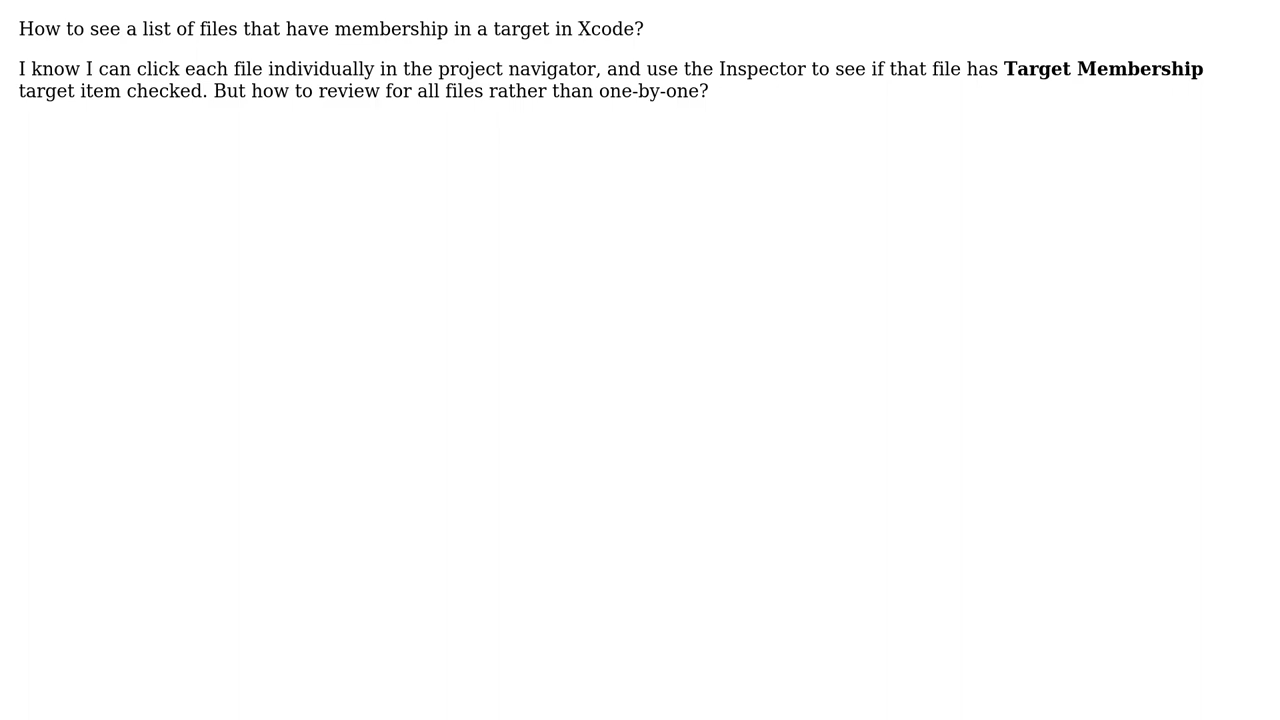 How to see a list of files that have membership in a target in Xcode?
I know I can click each file individually in the project navigator, and use the Inspector to see if that file has Target Membership
target item checked. But how to review for all files rather than one-by-one?